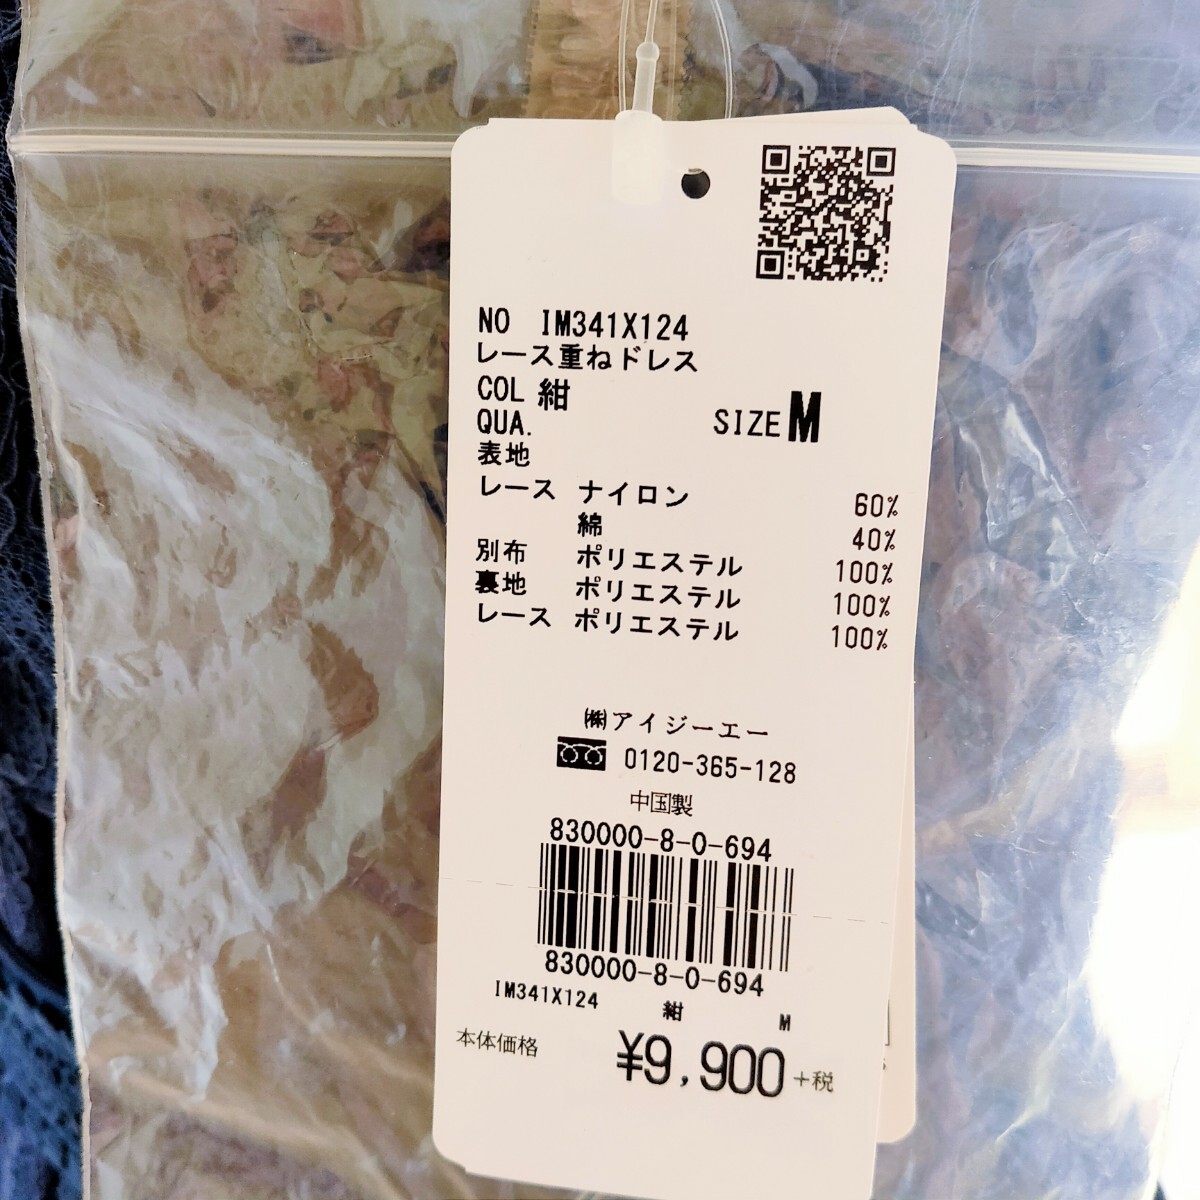 NO IM341X124
レース重ねドレス
COL 紺
QUA. SIZE M
表地
レース ナイロン 60%
綿 40%
別布 ポリエステル 100%
裏地 ポリエステル 100%
レース ポリエステル 100%
㈱アイジーエー
0120-365-128
中国製
830000-8-0-694
830000-8-0-694
IM341X124 紺 M
本体価格 ¥9,900+税